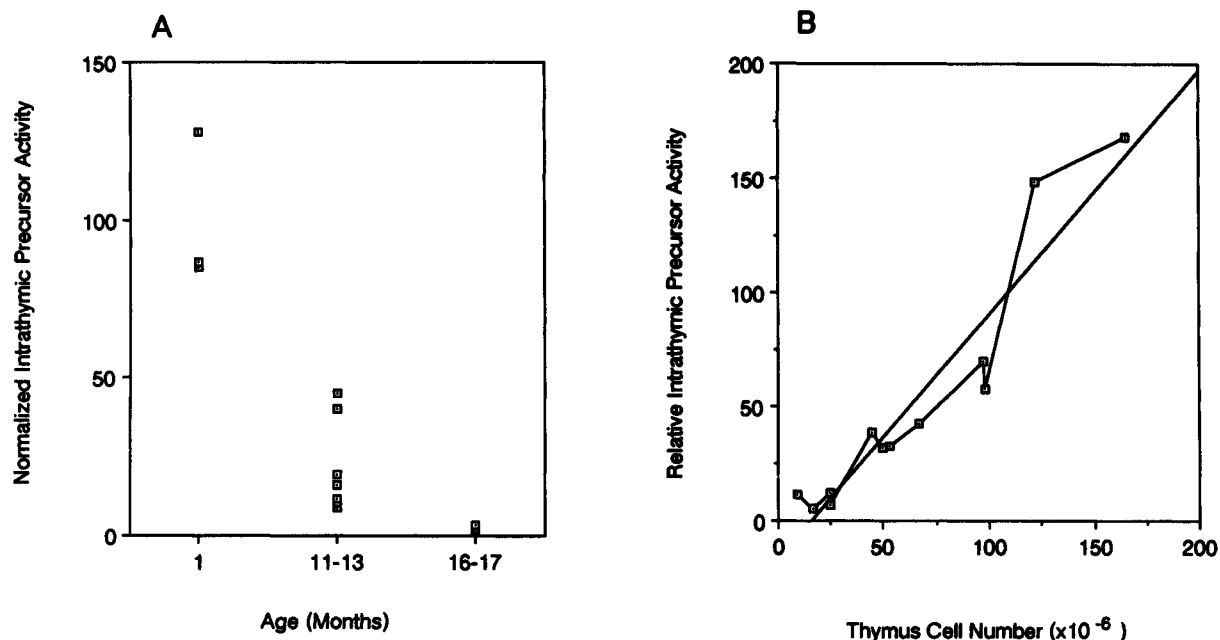 A
Normalized Intrathymic Precursor Activity
150
100
50
0
1
11-13
16-17
Age (Months)
B
Relative Intrathymic Precursor Activity
200
150
100
50
0
0
50
100
150
200
Thymus Cell Number (x10 -6 )